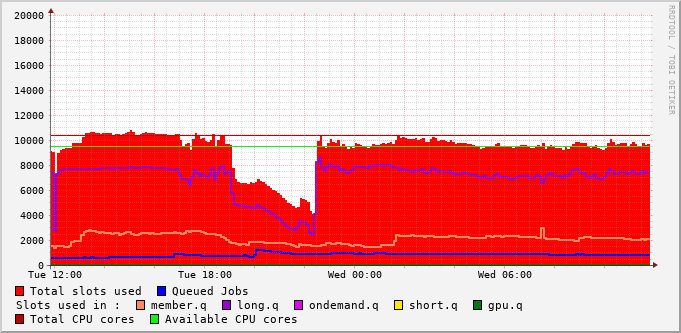 20000
18000
16000
14000
12000
10000
8000
6000
4000
2000
0
Tue 12:00 Tue 18:00 Wed 00:00 Wed 06:00
RRDTOOL / TOBI OETIKER
Total slots used Queued Jobs
Slots used in : member.q long.q ondemand.q short.q gpu.q
Total CPU cores Available CPU cores